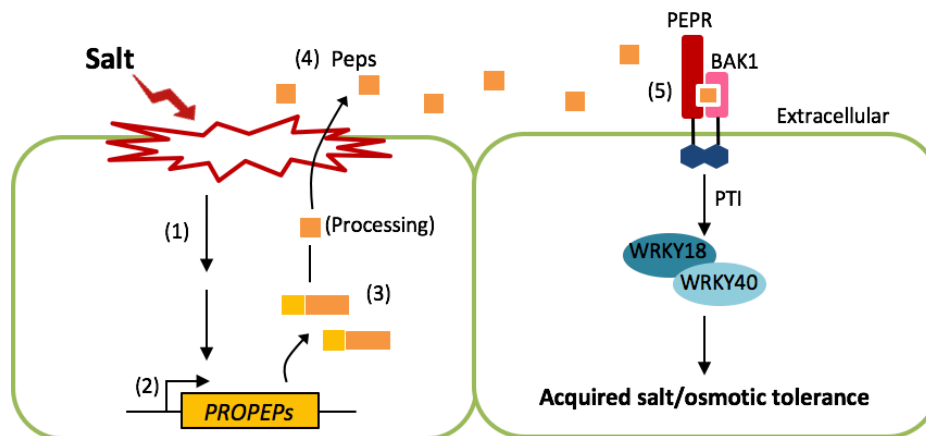 Salt
(4) Peps
PEPR
BAK1
(5)
Extracellular
(1)
(Processing)
PTI
WRKY18
WRKY40
(3)
(2)
PROPEPs
Acquired salt/osmotic tolerance